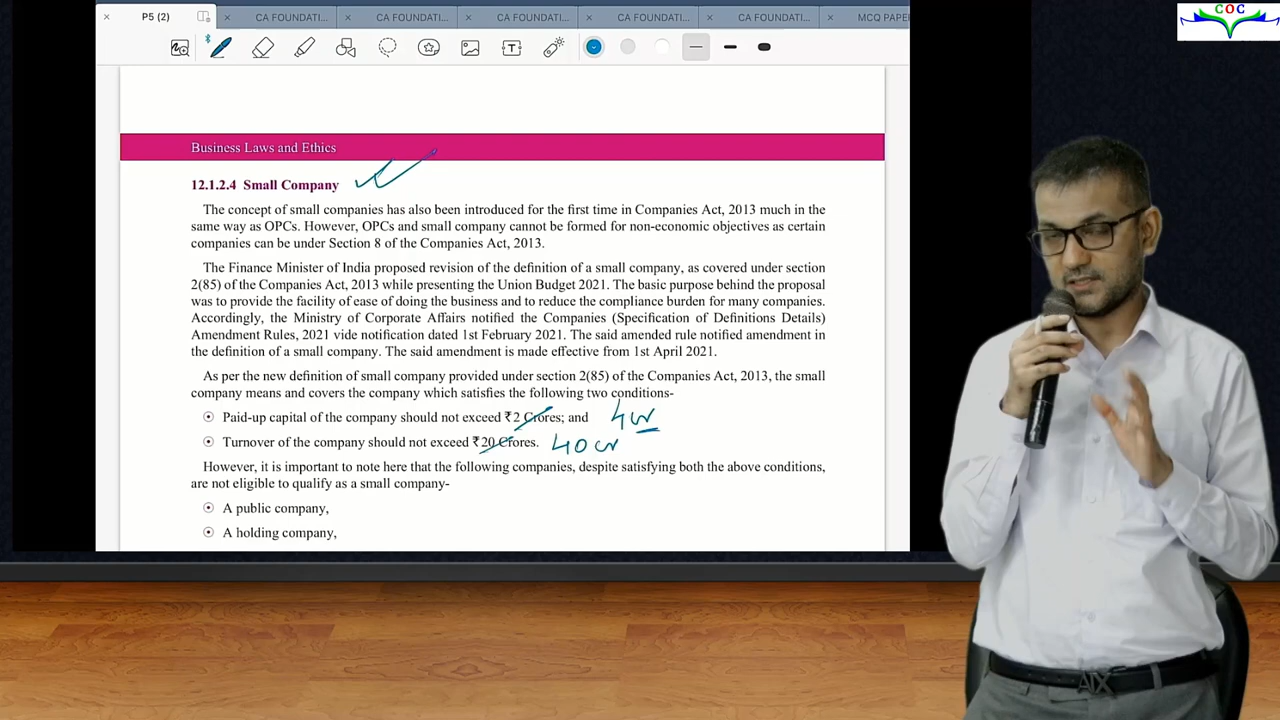 P5 (2)
CA FOUNDATI...
CA FOUNDATI...
CA FOUNDATI...
CA FOUNDATI...
CA FOUNDATI...
MCQ PAPER
COC
Business Laws and Ethics
12.1.2.4 Small Company
The concept of small companies has also been introduced for the first time in Companies Act, 2013 much in the
same way as OPCs. However, OPCs and small company cannot be formed for non-economic objectives as certain
companies can be under Section 8 of the Companies Act, 2013.
The Finance Minister of India proposed revision of the definition of a small company, as covered under section
2(85) of the Companies Act, 2013 while presenting the Union Budget 2021. The basic purpose behind the proposal
was to provide the facility of ease of doing the business and to reduce the compliance burden for many companies.
Accordingly, the Ministry of Corporate Affairs notified the Companies (Specification of Definitions Details)
Amendment Rules, 2021 vide notification dated 1st February 2021. The said amended rule notified amendment in
the definition of a small company. The said amendment is made effective from 1st April 2021.
As per the new definition of small company provided under section 2(85) of the Companies Act, 2013, the small
company means and covers the company which satisfies the following two conditions-
Paid-up capital of the company should not exceed ₹2 Crores; and 4 cr
Turnover of the company should not exceed ₹20 Crores. 40 cr
However, it is important to note here that the following companies, despite satisfying both the above conditions,
are not eligible to qualify as a small company-
A public company,
A holding company,